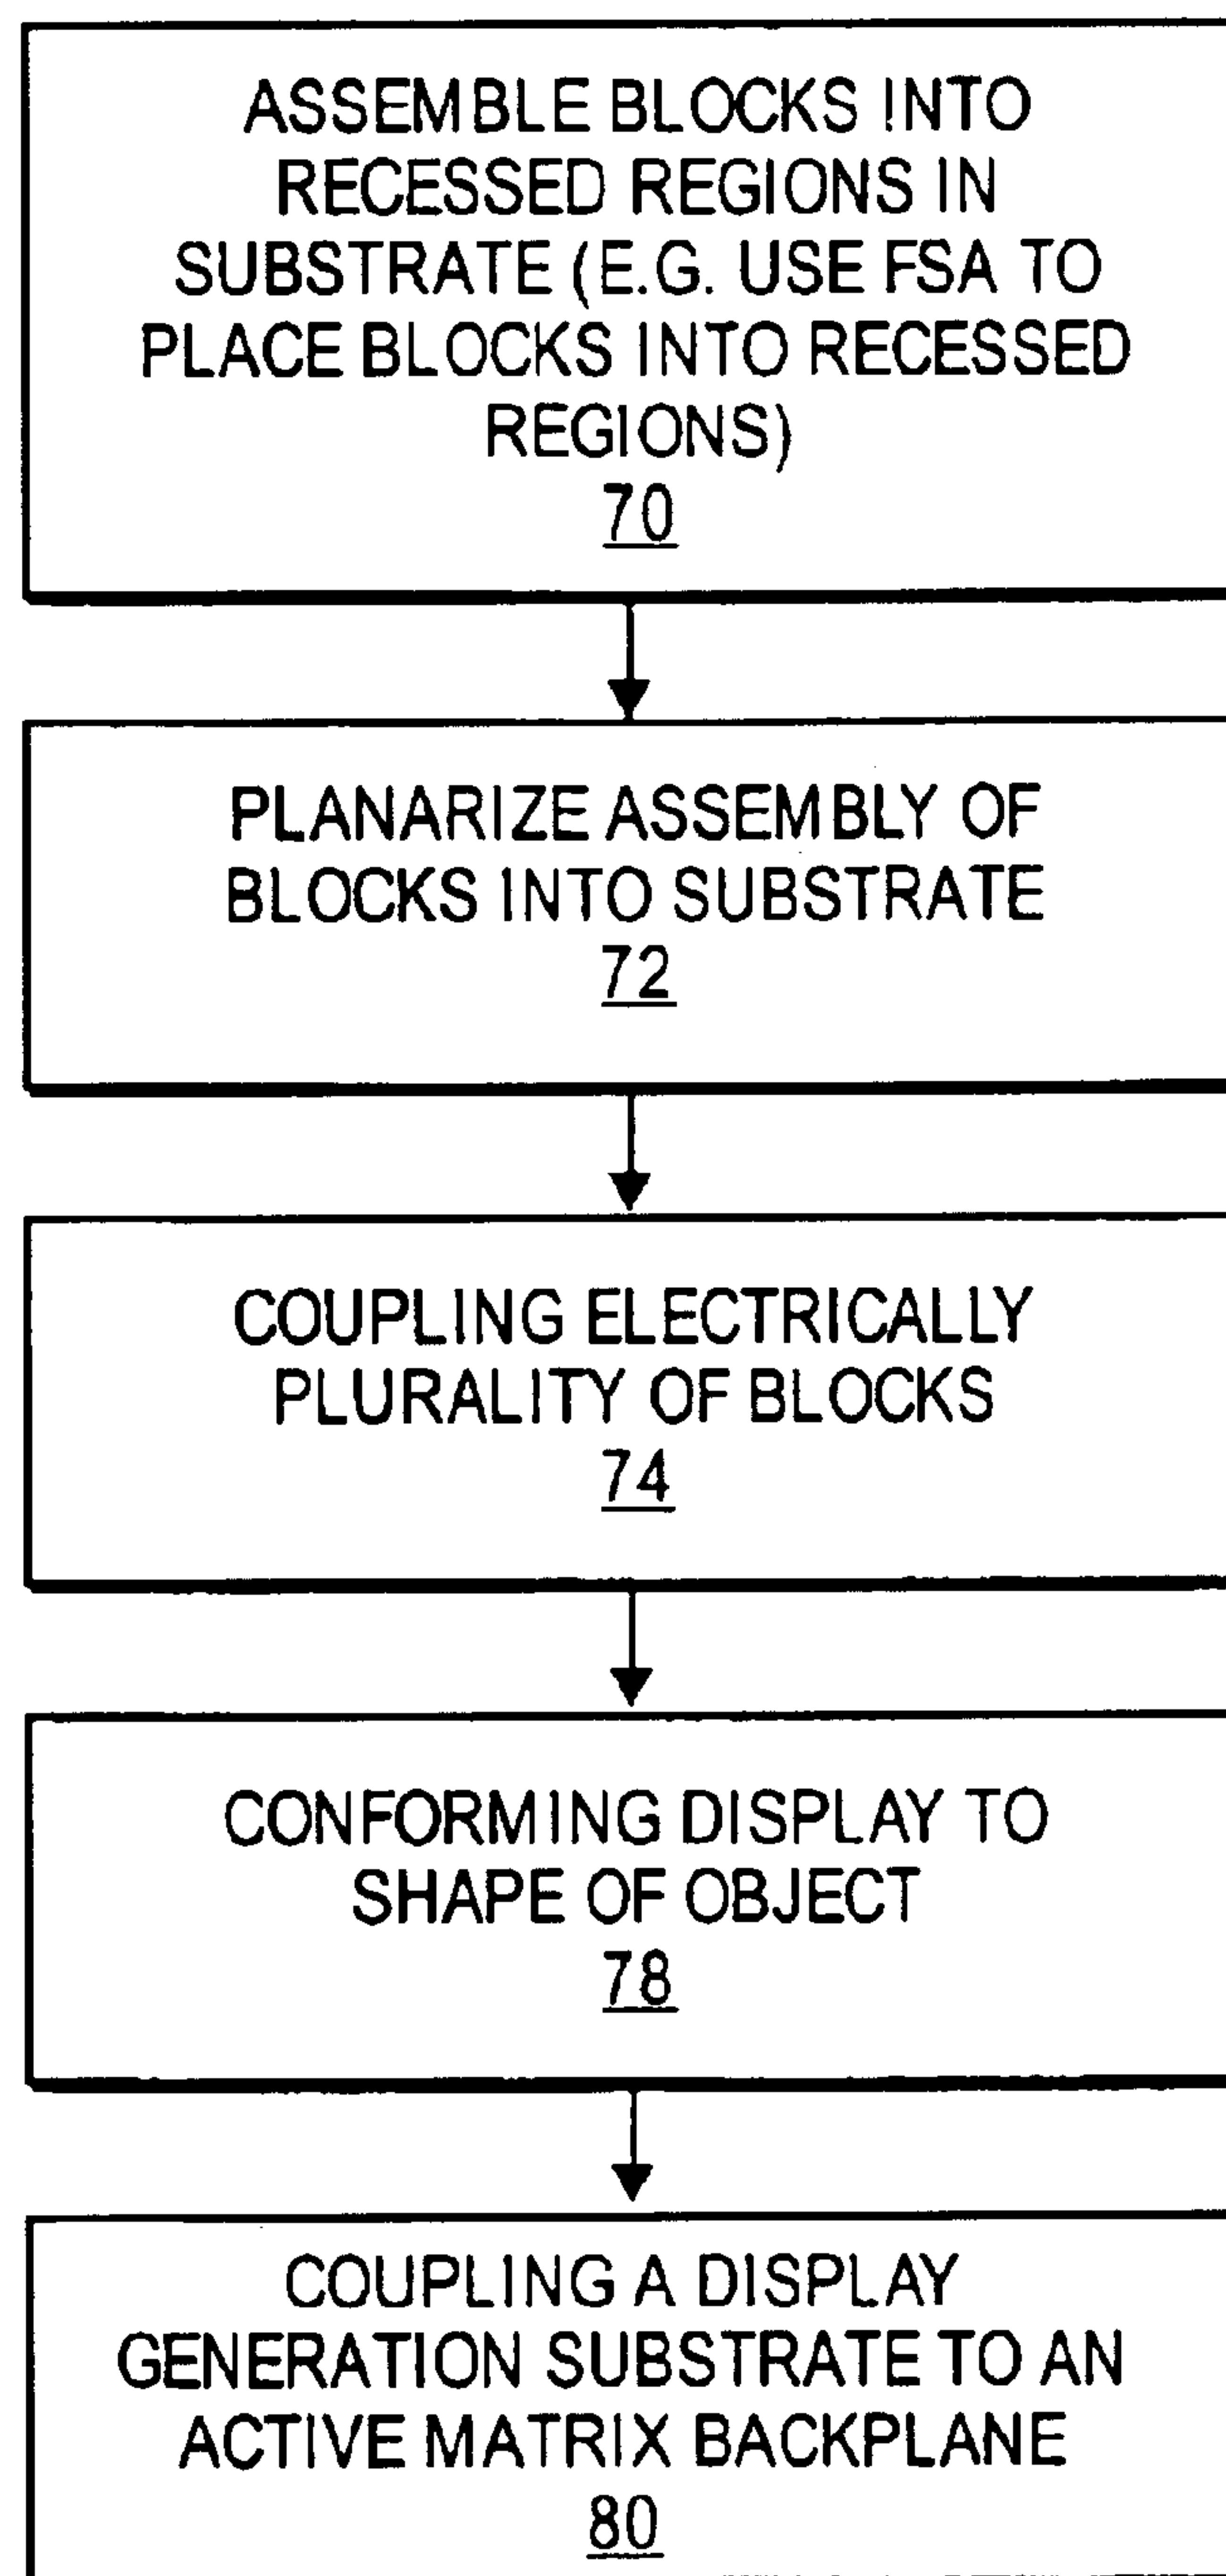 ASSEMBLE BLOCKS INTO
RECESSED REGIONS IN
SUBSTRATE (E.G. USE FSA TO
PLACE BLOCKS INTO RECESSED
REGIONS)
70
PLANARIZE ASSEMBLY OF
BLOCKS INTO SUBSTRATE
72
COUPLING ELECTRICALLY
PLURALITY OF BLOCKS
74
CONFORMING DISPLAY TO
SHAPE OF OBJECT
78
COUPLING A DISPLAY
GENERATION SUBSTRATE TO AN
ACTIVE MATRIX BACKPLANE
80